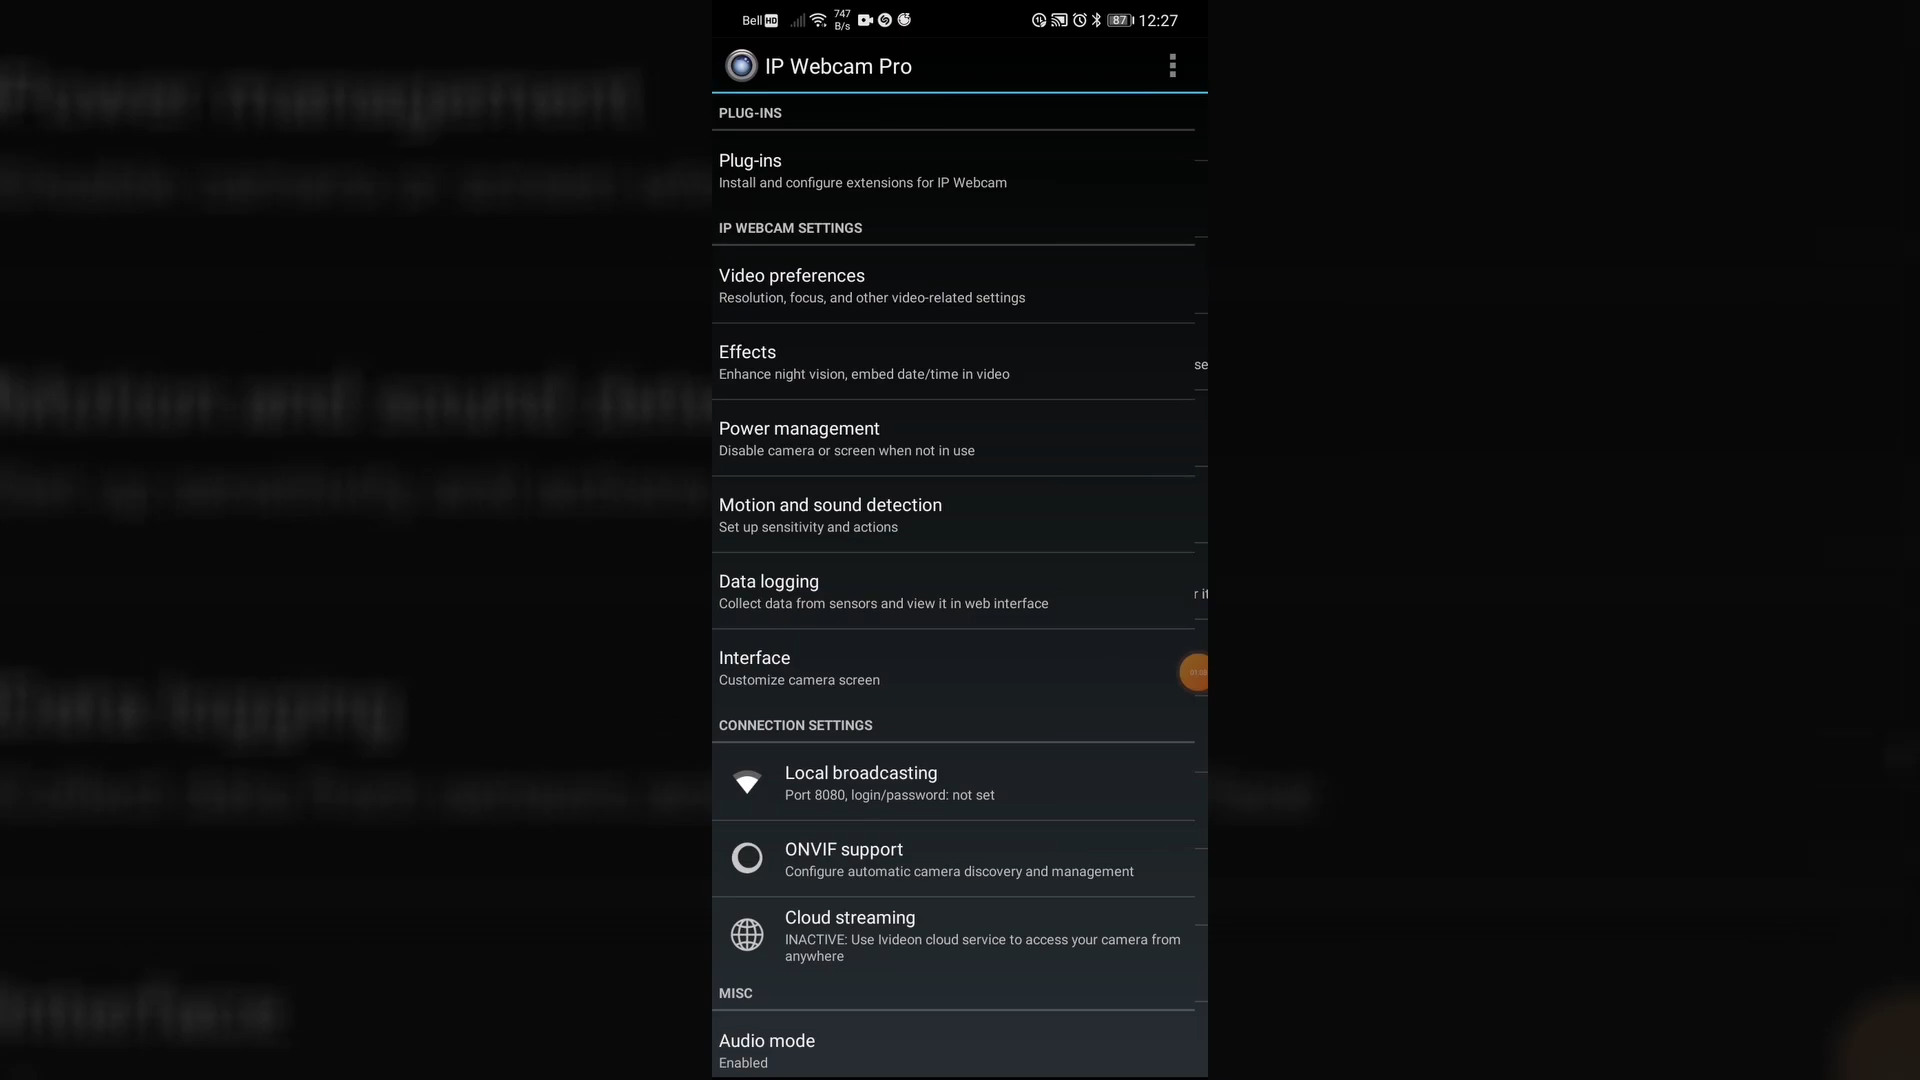 Bell HD 747 B/s 87 12:27
IP Webcam Pro
PLUG-INS
Plug-ins
Install and configure extensions for IP Webcam
IP WEBCAM SETTINGS
Video preferences
Resolution, focus, and other video-related settings
Effects
Enhance night vision, embed date/time in video
se
Power management
Disable camera or screen when not in use
Motion and sound detection
Set up sensitivity and actions
Data logging
Collect data from sensors and view it in web interface
r it
Interface
Customize camera screen
CONNECTION SETTINGS
Local broadcasting
Port 8080, login/password: not set
ONVIF support
Configure automatic camera discovery and management
Cloud streaming
INACTIVE: Use Ivideon cloud service to access your camera from
anywhere
MISC
Audio mode
Enabled